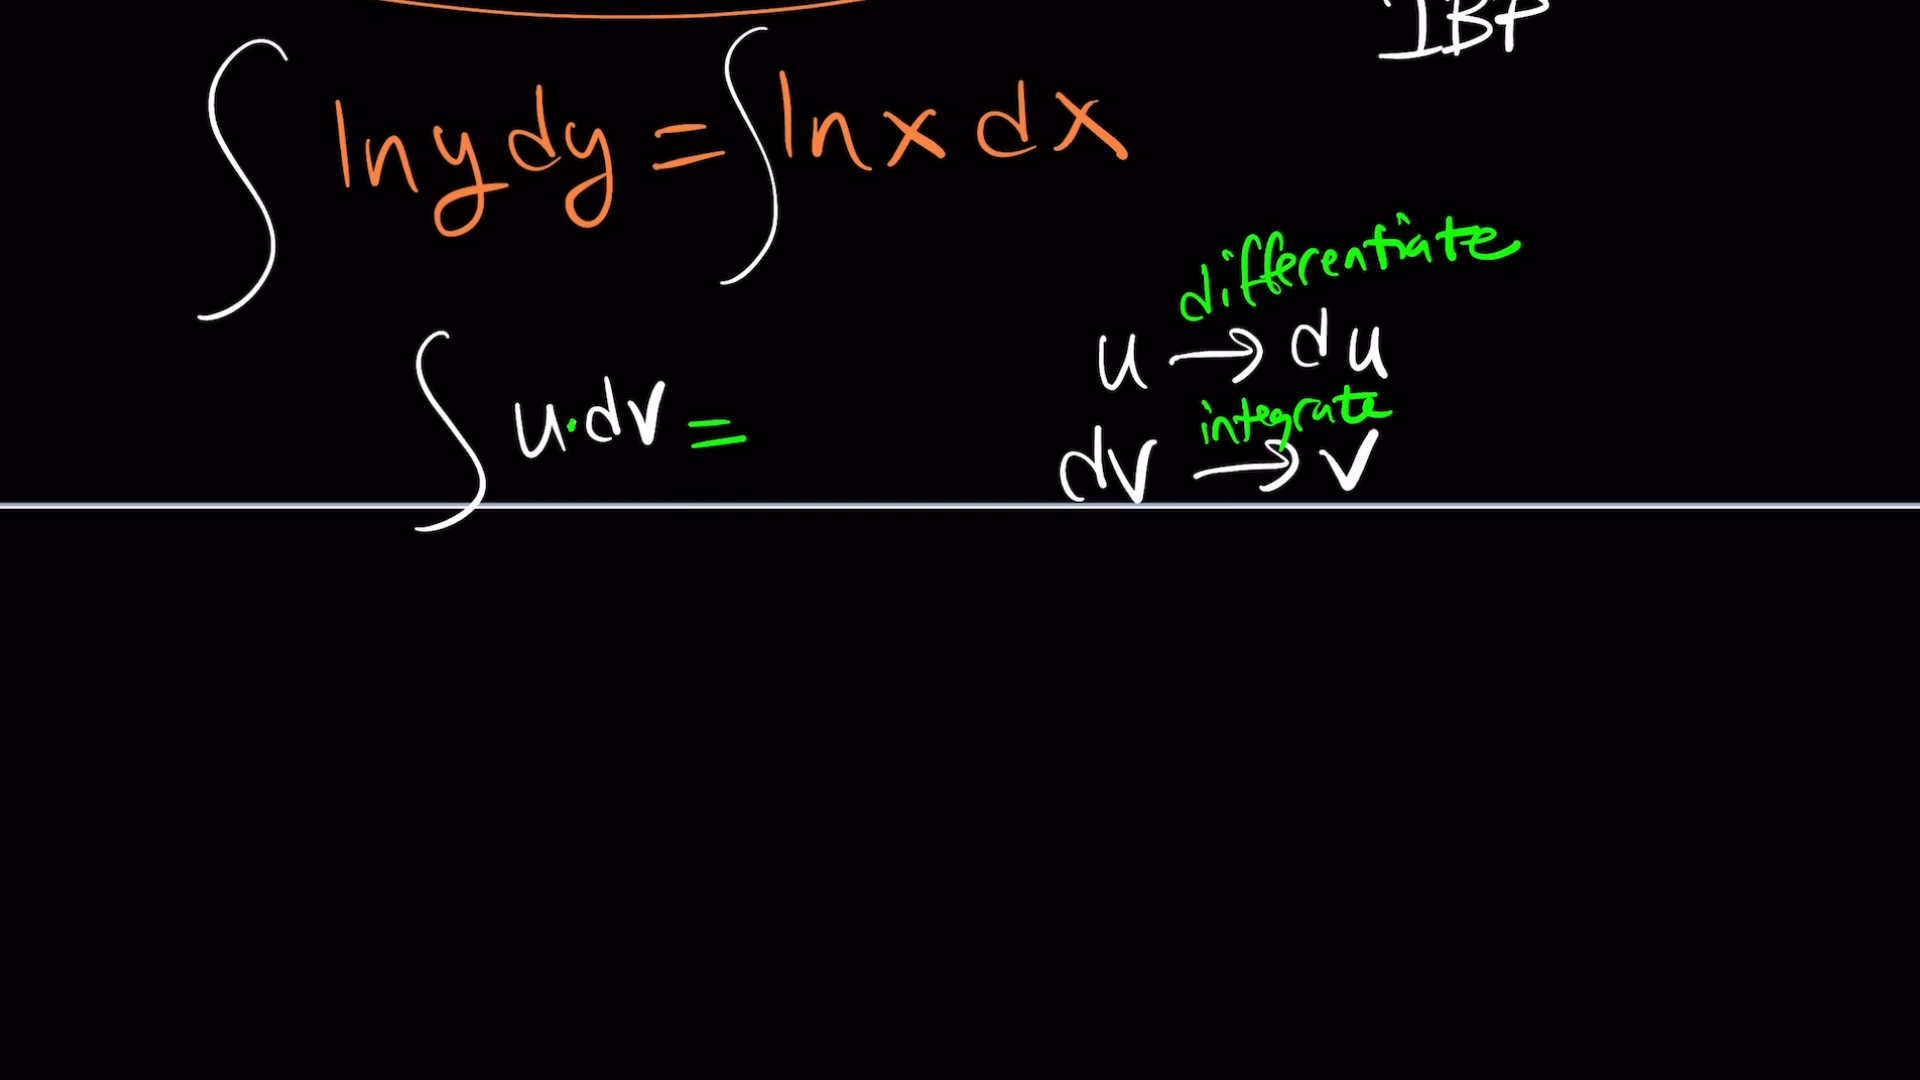 IBP
∫ ln y dy = ∫ ln x dx
differentiate
u → du
∫ u · dv =
integrate
dv → v